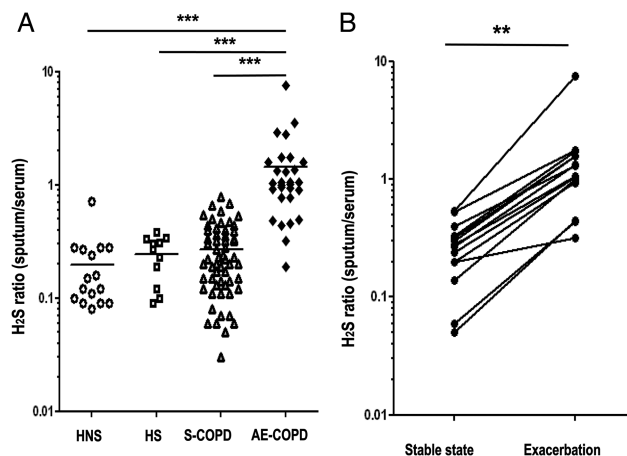 A
***
***
***
H2S ratio (sputum/serum)
10
1
0.1
0.01
HNS HS S-COPD AE-COPD
B
**
H2S ratio (sputum/serum)
10
1
0.1
0.01
Stable state Exacerbation